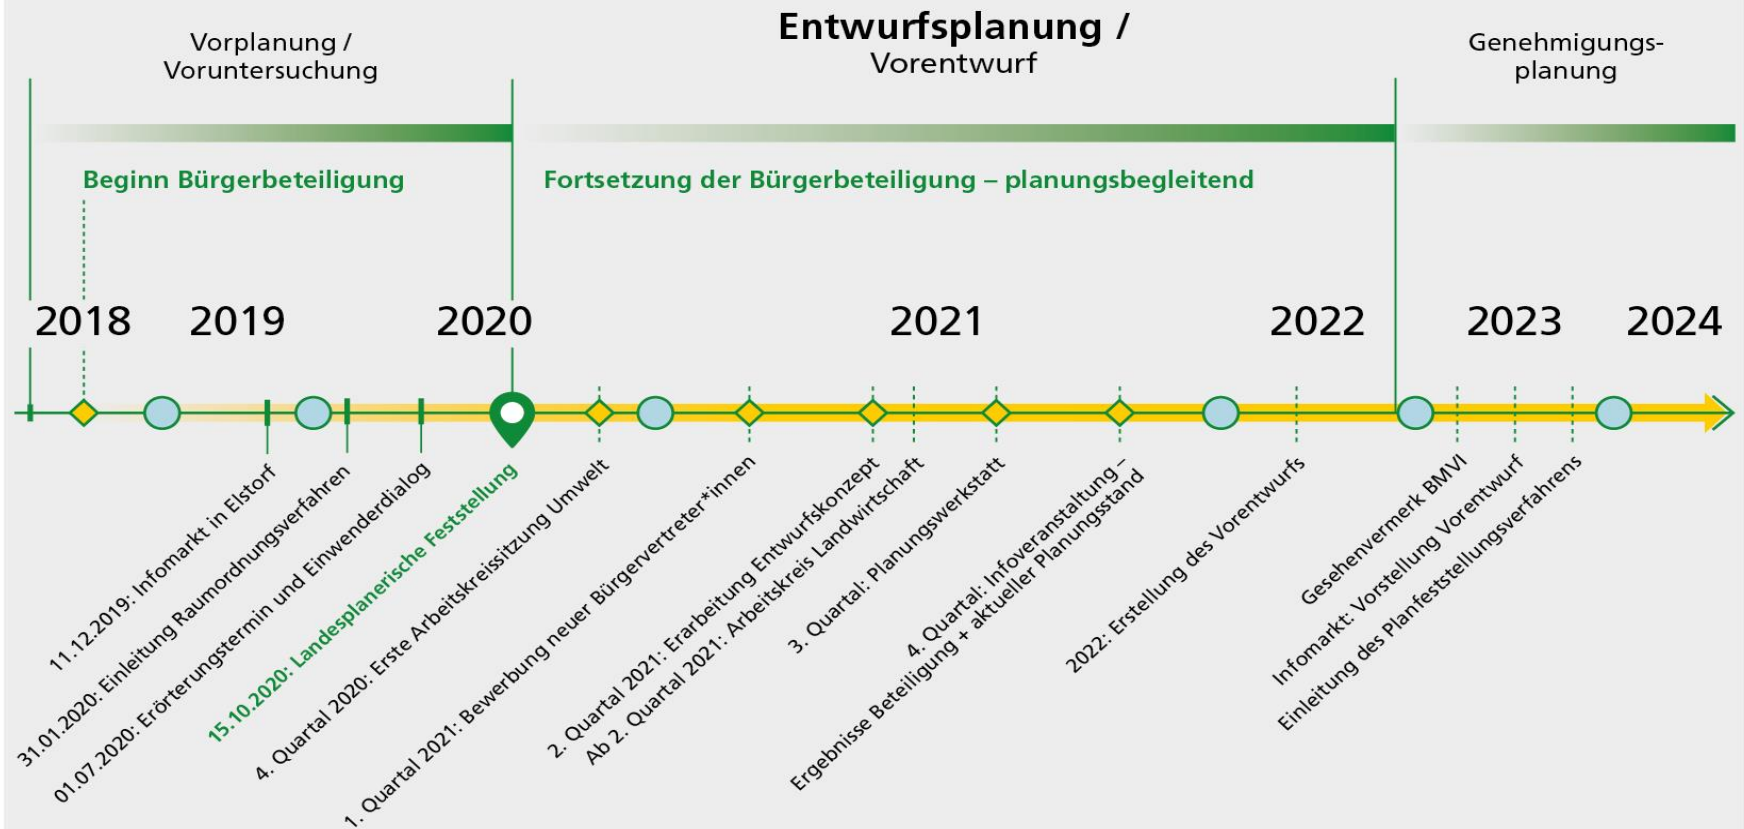 Vorplanung /
Voruntersuchung
Entwurfsplanung /
Vorentwurf
Genehmigungs-
planung
Beginn Bürgerbeteiligung
Fortsetzung der Bürgerbeteiligung – planungsbegleitend
2018
2019
2020
2021
2022
2023
2024
11.12.2019: Infomarkt in Elstorf
31.01.2020: Einleitung Raumordnungsverfahren
01.07.2020: Erörterungstermin und Einwenderdialog
15.10.2020: Landesplanerische Feststellung
4. Quartal 2020: Erste Arbeitskreissitzung Umwelt
1. Quartal 2021: Bewerbung neuer Bürgervertreter*innen
2. Quartal 2021: Erarbeitung Entwurfskonzept
Ab 2. Quartal 2021: Arbeitskreis Landwirtschaft
3. Quartal: Planungswerkstatt
4. Quartal: Infoveranstaltung –
Ergebnisse Beteiligung + aktueller Planungsstand
2022: Erstellung des Vorentwurfs
Gesehenvermerk BMVI
Infomarkt: Vorstellung Vorentwurf
Einleitung des Planfeststellungsverfahrens